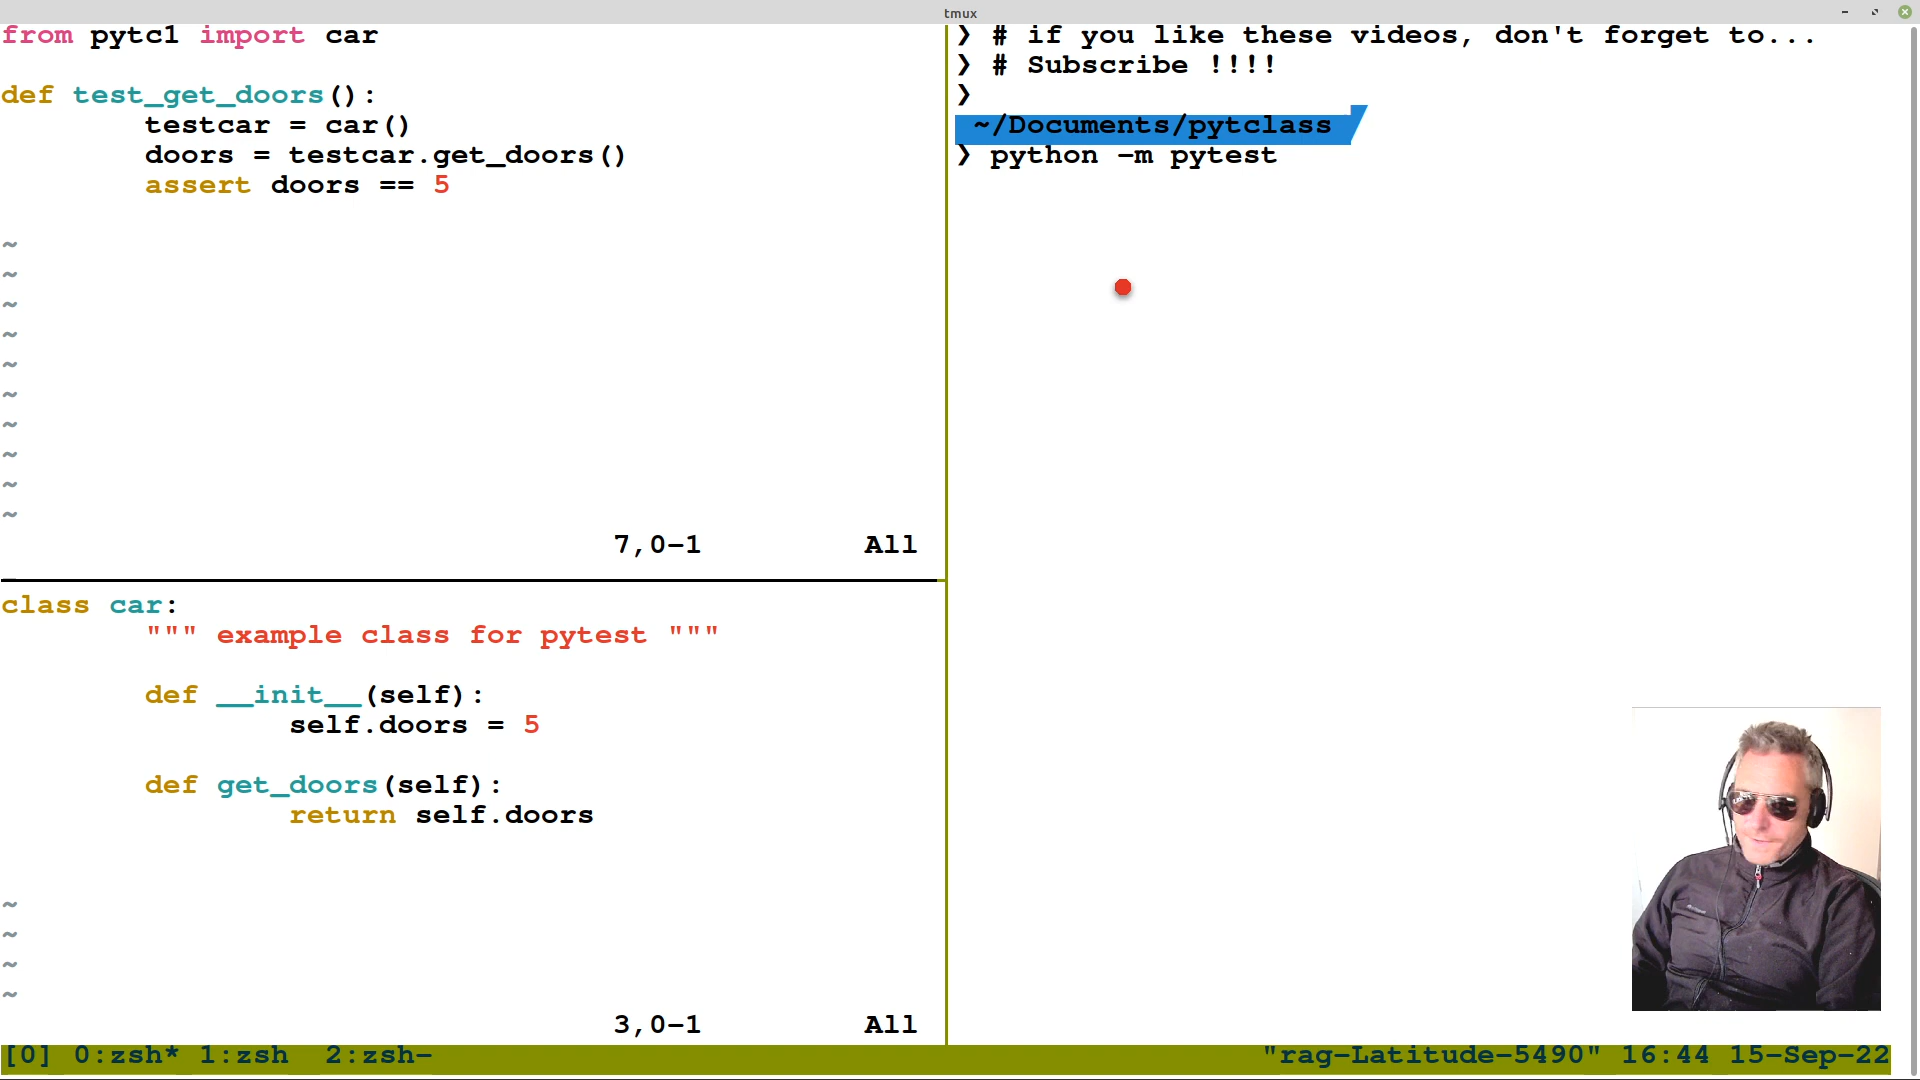 tmux
from pytc1 import car
def test_get_doors():
testcar = car()
doors = testcar.get_doors()
assert doors == 5
~
~
~
~
~
~
~
~
~
~
7,0-1 All
class car:
""" example class for pytest """
def __init__(self):
self.doors = 5
def get_doors(self):
return self.doors
~
~
~
~
3,0-1 All
❯ # if you like these videos, don't forget to...
❯ # Subscribe !!!!
❯
~/Documents/pytclass
❯ python -m pytest
[0] 0:zsh* 1:zsh 2:zsh- "rag-Latitude-5490" 16:44 15-Sep-22